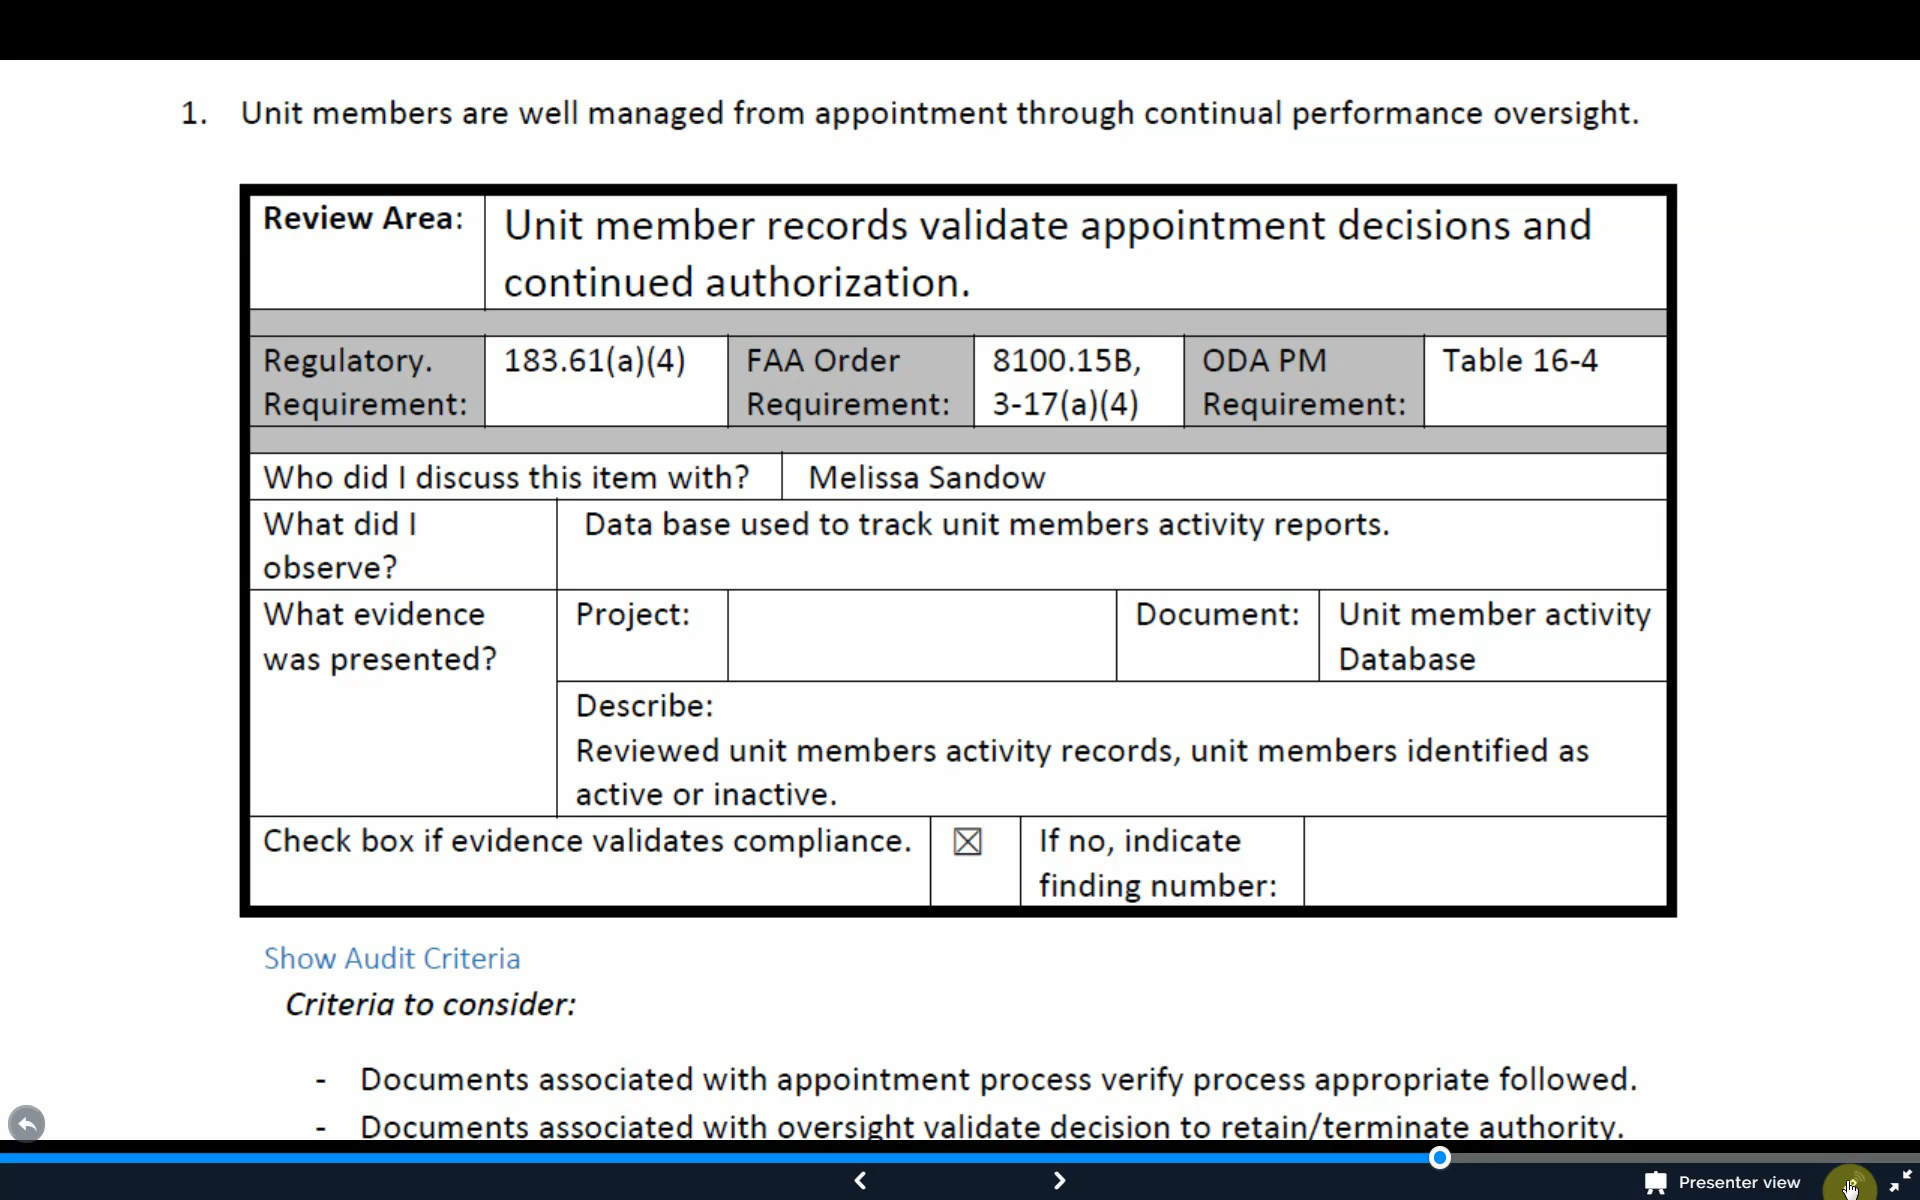 1. Unit members are well managed from appointment through continual performance oversight.
Review Area:
Unit member records validate appointment decisions and
continued authorization.
Regulatory.
Requirement:
183.61(a)(4)
FAA Order
Requirement:
8100.15B,
3-17(a)(4)
ODA PM
Requirement:
Table 16-4
Who did I discuss this item with?
Melissa Sandow
What did I
observe?
Data base used to track unit members activity reports.
What evidence
was presented?
Project:
Document:
Unit member activity
Database
Describe:
Reviewed unit members activity records, unit members identified as
active or inactive.
Check box if evidence validates compliance.
If no, indicate
finding number:
Show Audit Criteria
Criteria to consider:
- Documents associated with appointment process verify process appropriate followed.
- Documents associated with oversight validate decision to retain/terminate authority.
Presenter view